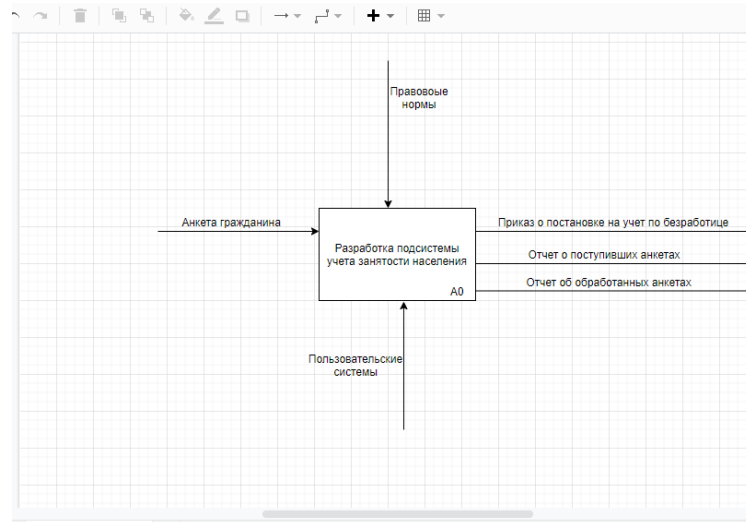 Правовоые
нормы
Анкета гражданина
Приказ о постановке на учет по безработице
Разработка подсистемы
учета занятости населения
Отчет о поступивших анкетах
Отчет об обработанных анкетах
A0
Пользовательские
системы